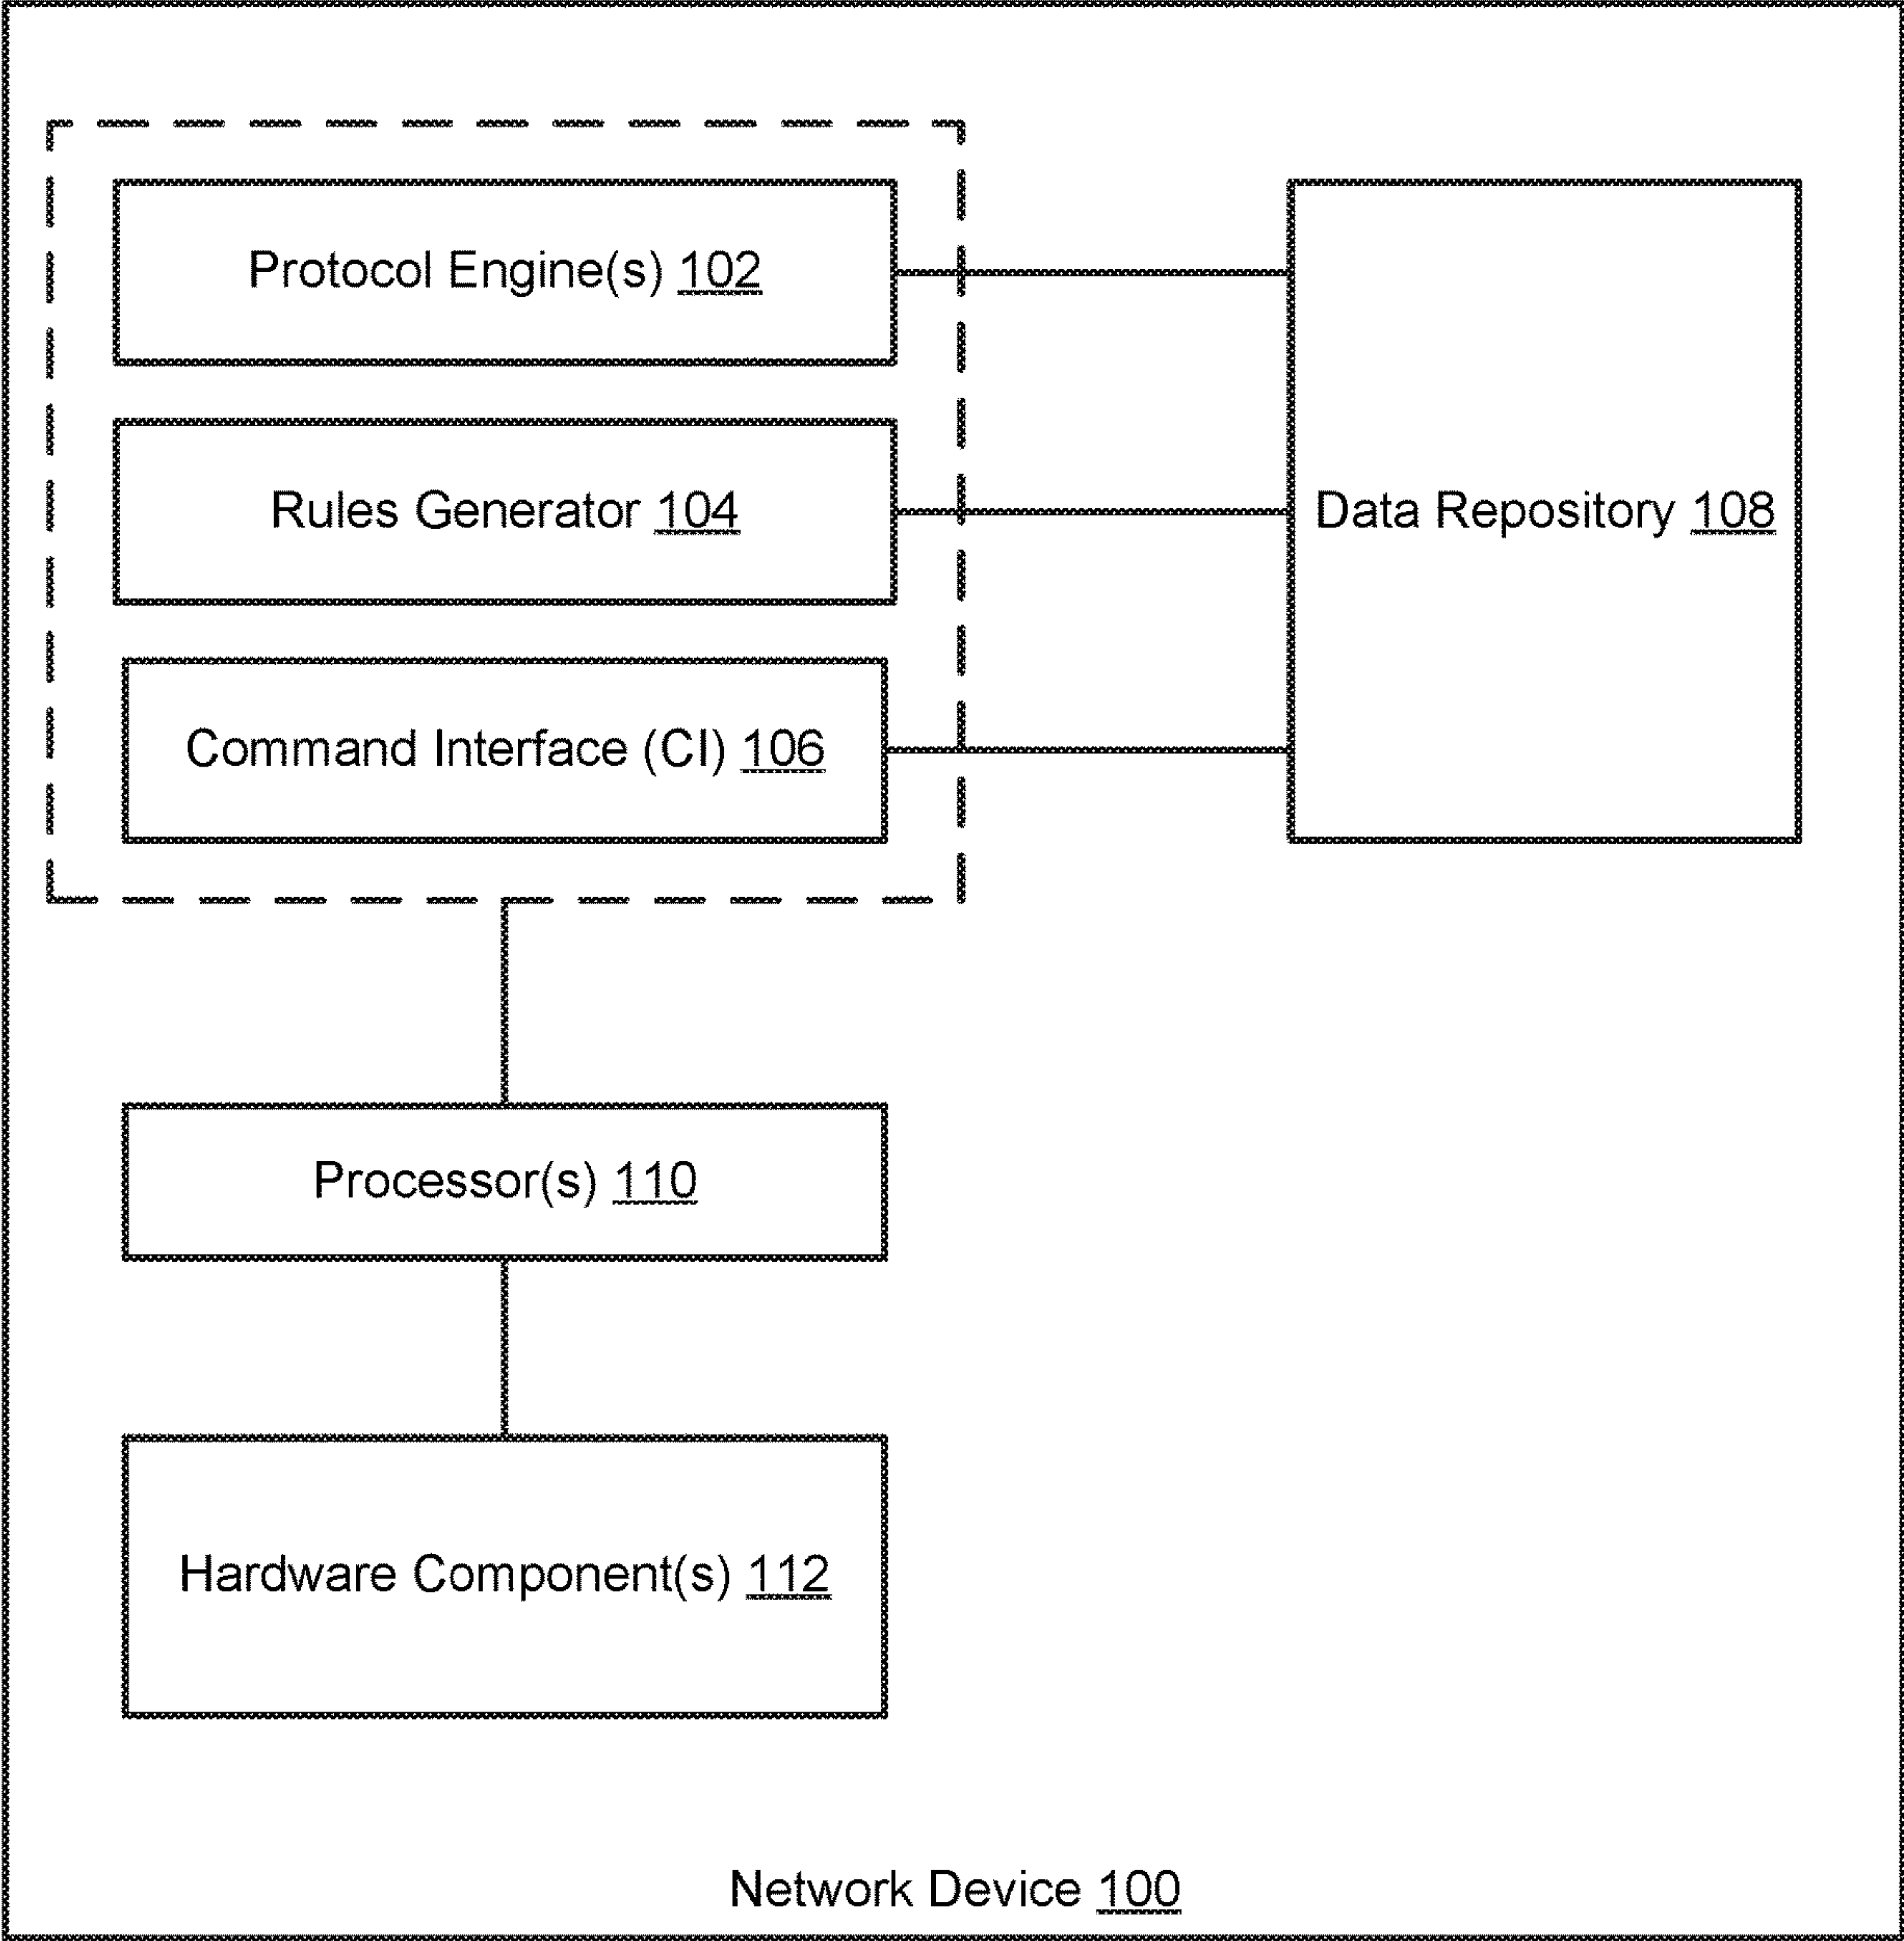 Protocol Engine(s) 102
Rules Generator 104
Data Repository 108
Command Interface (CI) 106
Processor(s) 110
Hardware Component(s) 112
Network Device 100